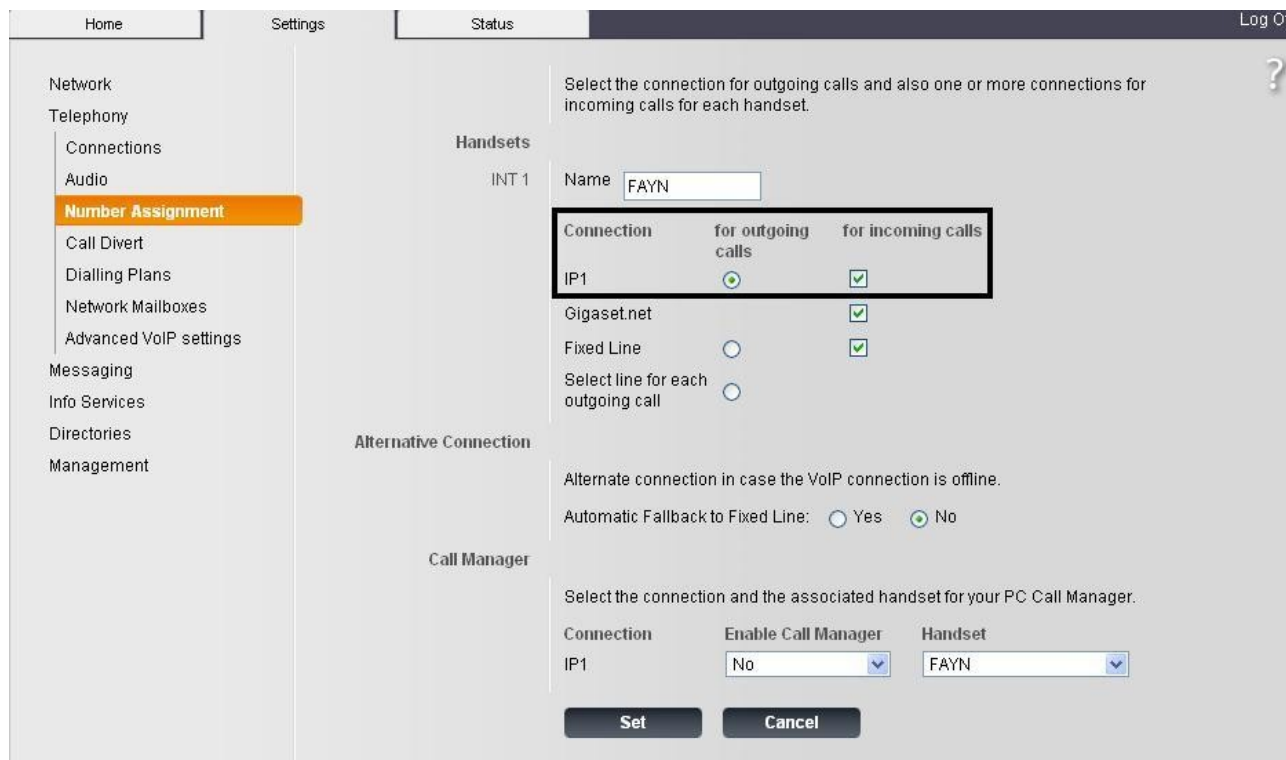 Home
Settings
Status
Log O
Network
Telephony
Connections
Audio
Number Assignment
Call Divert
Dialling Plans
Network Mailboxes
Advanced VoIP settings
Messaging
Info Services
Directories
Management
?
Select the connection for outgoing calls and also one or more connections for
incoming calls for each handset.
Handsets
INT 1
Name FAYN
Connection for outgoing calls for incoming calls
IP1
Gigaset.net
Fixed Line
Select line for each
outgoing call
Alternative Connection
Alternate connection in case the VoIP connection is offline.
Automatic Fallback to Fixed Line: Yes No
Call Manager
Select the connection and the associated handset for your PC Call Manager.
Connection Enable Call Manager Handset
IP1 No FAYN
Set Cancel